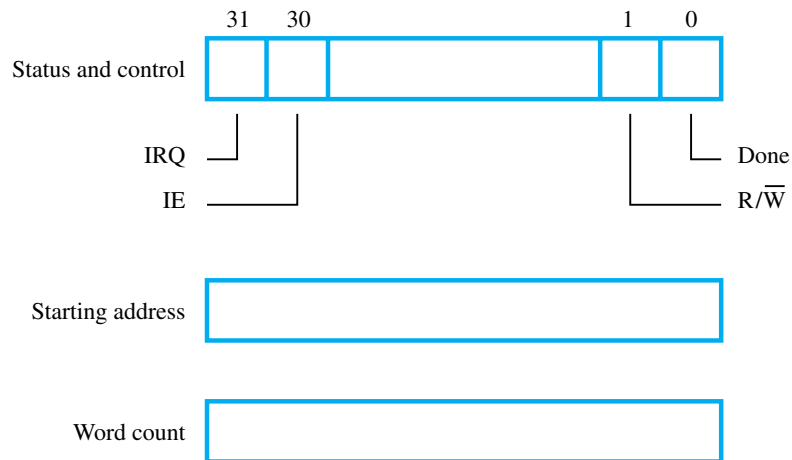 31 30 1 0
Status and control
IRQ Done
IE R/W̅
Starting address
Word count